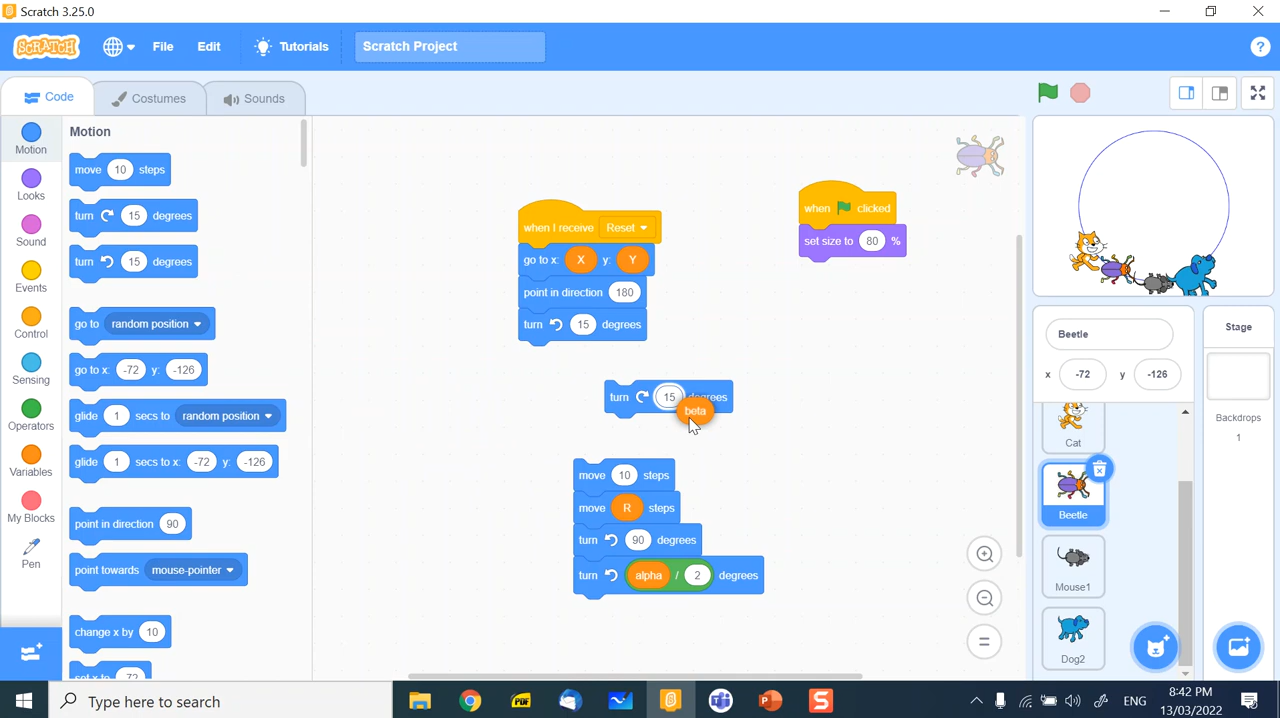 Scratch 3.25.0
SCRATCH
File
Edit
Tutorials
Scratch Project
?
Code
Costumes
Sounds
Motion
Looks
Sound
Events
Control
Sensing
Operators
Variables
My Blocks
Pen
Motion
move 10 steps
turn 15 degrees
turn 15 degrees
go to random position
go to x: -72 y: -126
glide 1 secs to random position
glide 1 secs to x: -72 y: -126
point in direction 90
point towards mouse-pointer
change x by 10
when I receive Reset
go to x: X y: Y
point in direction 180
turn 15 degrees
when clicked
set size to 80 %
turn 15 degrees
beta
move 10 steps
move R steps
turn 90 degrees
turn alpha / 2 degrees
Beetle
x -72 y -126
Cat
Beetle
Mouse1
Dog2
Stage
Backdrops
1
Type here to search
PDF
ENG
8:42 PM
13/03/2022